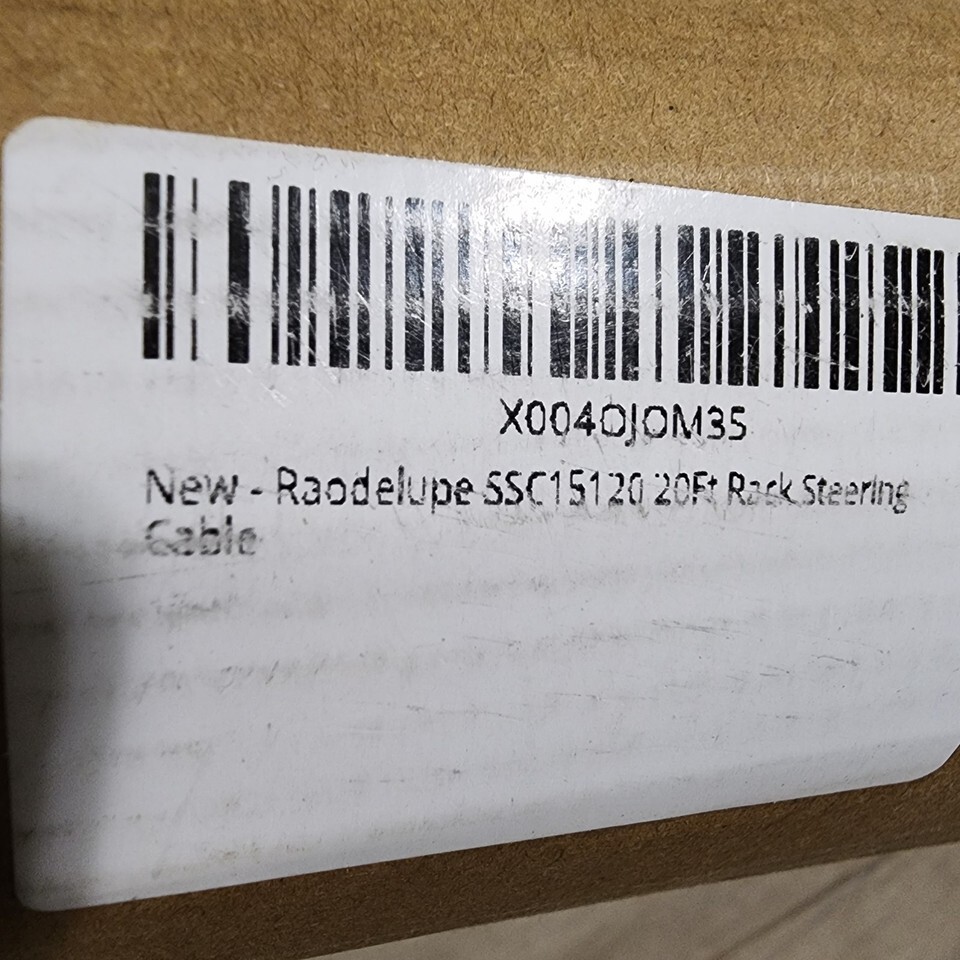 X004OJOM35
New - Raodelupe SSC15120 20Ft Rack Steering
Cable